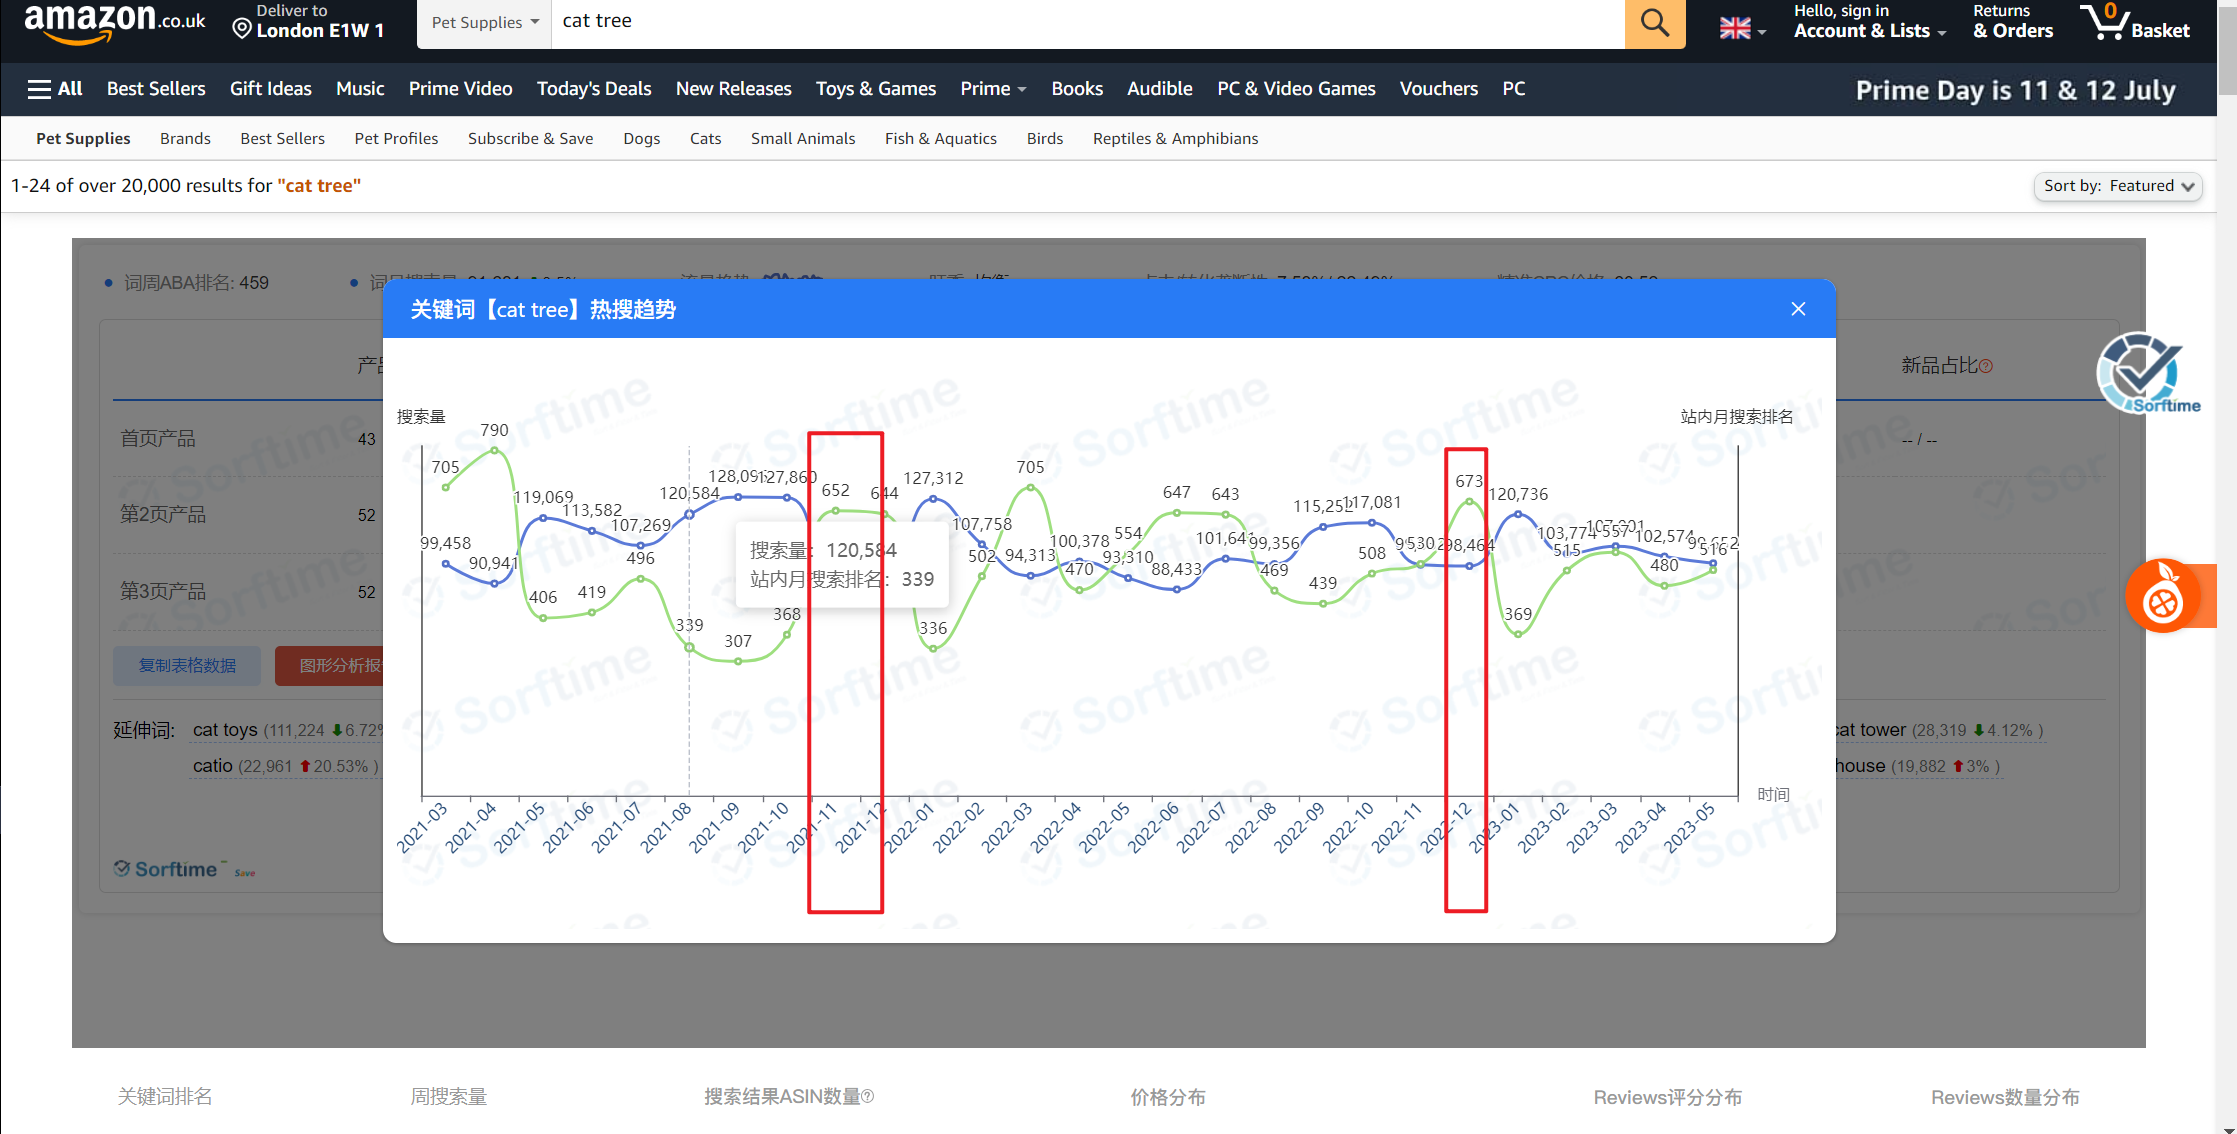 amazon.co.uk
Deliver to
London E1W 1
Pet Supplies
cat tree
Hello, sign in
Account & Lists
Returns
& Orders
0
Basket
All
Best Sellers
Gift Ideas
Music
Prime Video
Today's Deals
New Releases
Toys & Games
Prime
Books
Audible
PC & Video Games
Vouchers
PC
Prime Day is 11 & 12 July
Pet Supplies
Brands
Best Sellers
Pet Profiles
Subscribe & Save
Dogs
Cats
Small Animals
Fish & Aquatics
Birds
Reptiles & Amphibians
1-24 of over 20,000 results for "cat tree"
Sort by: Featured
词周ABA排名: 459
关键词【cat tree】热搜趋势
新品占比
首页产品
43
-- / --
第2页产品
52
第3页产品
52
复制表格数据
图形分析报
延伸词:
cat toys (111,224 6.72%
catio (22,961 20.53% )
cat tower (28,319 4.12% )
house (19,882 3% )
Sorftime
Save
Sorftime
搜索量
站内月搜索排名
705
790
406
419
496
339
307
368
652
644
336
502
705
470
554
647
643
469
439
508
530
673
369
515
557
480
516
99,458
90,941
119,069
113,582
107,269
120,584
127,860
127,312
107,758
94,313
100,378
93,310
88,433
99,356
117,081
98,464
120,736
103,774
102,574
搜索量: 120,584
站内月搜索排名: 339
2021-03
2021-04
2021-05
2021-06
2021-07
2021-08
2021-09
2021-10
2021-11
2021-12
2022-01
2022-02
2022-03
2022-04
2022-05
2022-06
2022-07
2022-08
2022-09
2022-10
2022-11
2022-12
2023-01
2023-02
2023-03
2023-04
2023-05
时间
关键词排名
周搜索量
搜索结果ASIN数量
价格分布
Reviews评分分布
Reviews数量分布